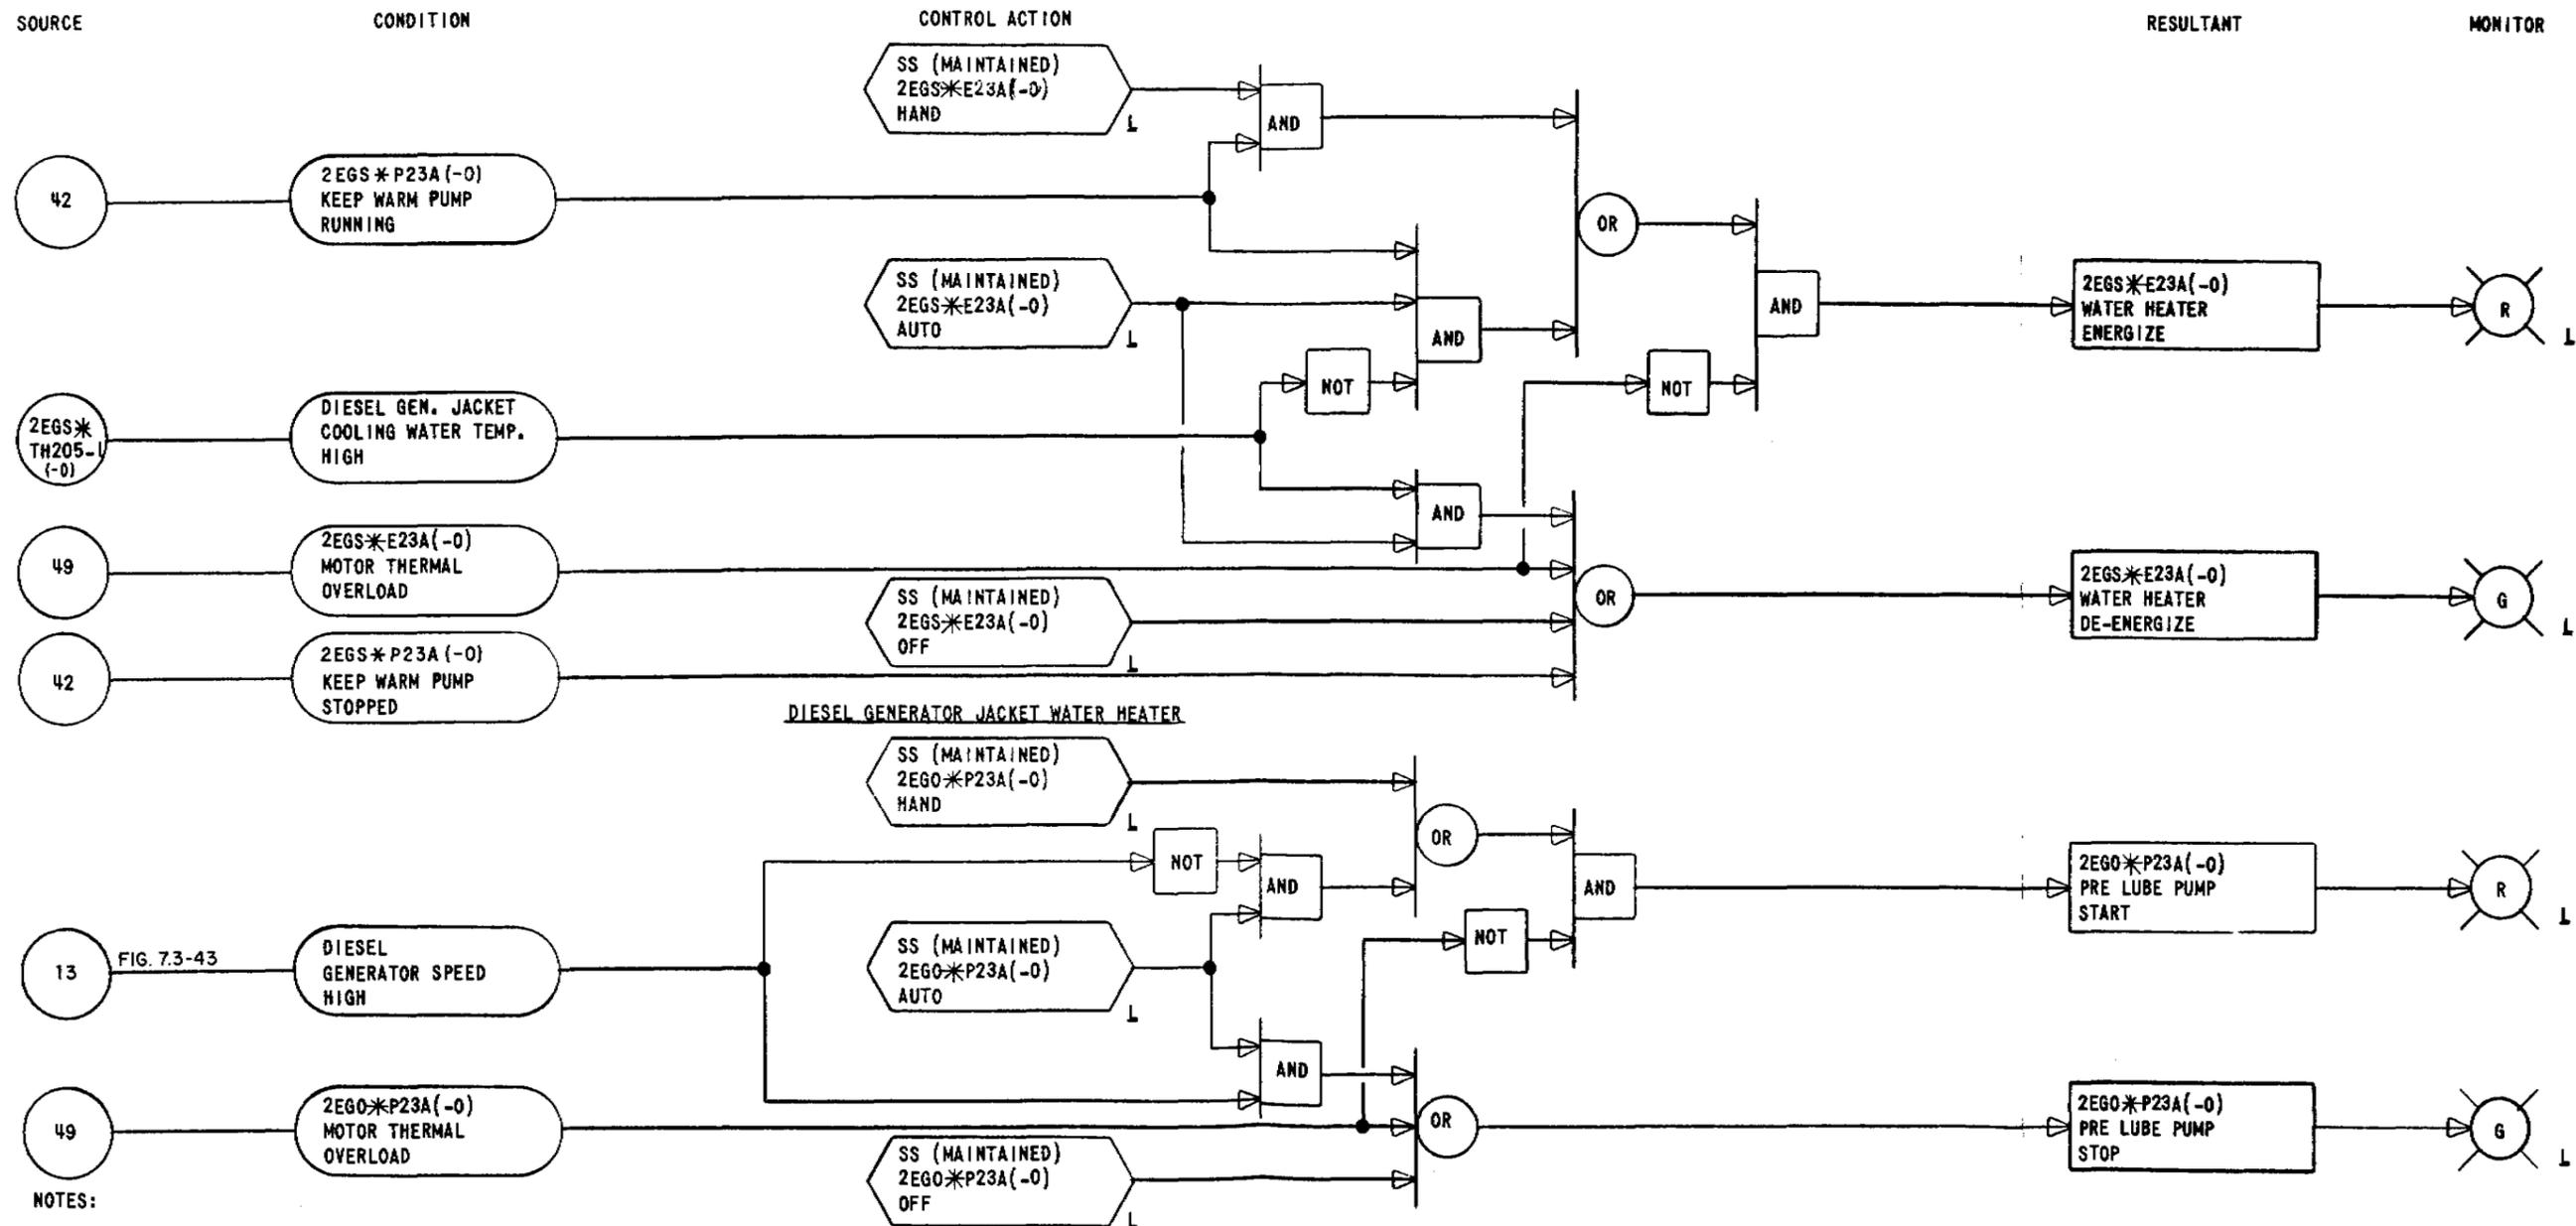 SOURCE
CONDITION
CONTROL ACTION
RESULTANT
MONITOR
SS (MAINTAINED)
2EGS*E23A(-0)
HAND
L
AND
42
2EGS*P23A(-0)
KEEP WARM PUMP
RUNNING
OR
SS (MAINTAINED)
2EGS*E23A(-0)
AUTO
L
AND
AND
2EGS*E23A(-0)
WATER HEATER
ENERGIZE
R
L
NOT
NOT
2EGS*
TH205-1
(-0)
DIESEL GEN. JACKET
COOLING WATER TEMP.
HIGH
AND
49
2EGS*E23A(-0)
MOTOR THERMAL
OVERLOAD
SS (MAINTAINED)
2EGS*E23A(-0)
OFF
L
OR
2EGS*E23A(-0)
WATER HEATER
DE-ENERGIZE
G
L
42
2EGS*P23A(-0)
KEEP WARM PUMP
STOPPED
DIESEL GENERATOR JACKET WATER HEATER
SS (MAINTAINED)
2EGO*P23A(-0)
HAND
L
OR
NOT
AND
AND
2EGO*P23A(-0)
PRE LUBE PUMP
START
R
L
NOT
13
FIG. 7.3-43
DIESEL
GENERATOR SPEED
HIGH
SS (MAINTAINED)
2EGO*P23A(-0)
AUTO
L
AND
49
2EGO*P23A(-0)
MOTOR THERMAL
OVERLOAD
OR
2EGO*P23A(-0)
PRE LUBE PUMP
STOP
G
L
SS (MAINTAINED)
2EGO*P23A(-0)
OFF
L
NOTES: